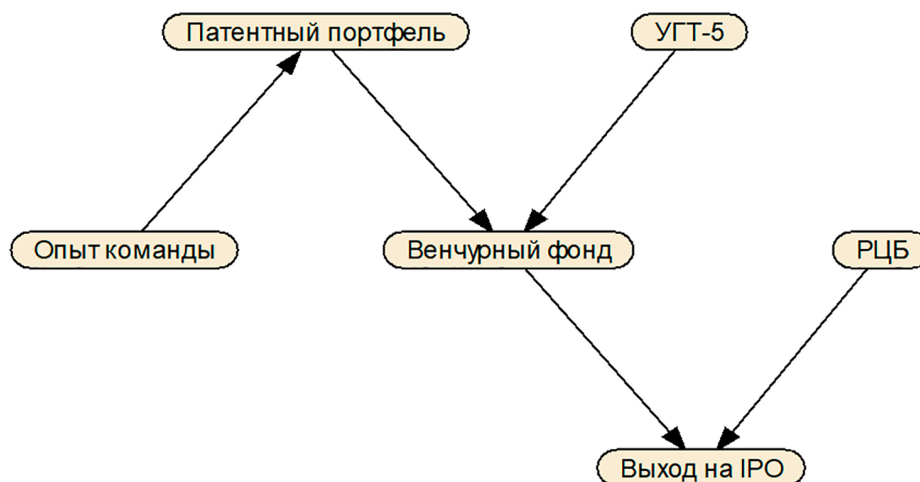 Патентный портфель
УГТ-5
Опыт команды
Венчурный фонд
РЦБ
Выход на IPO